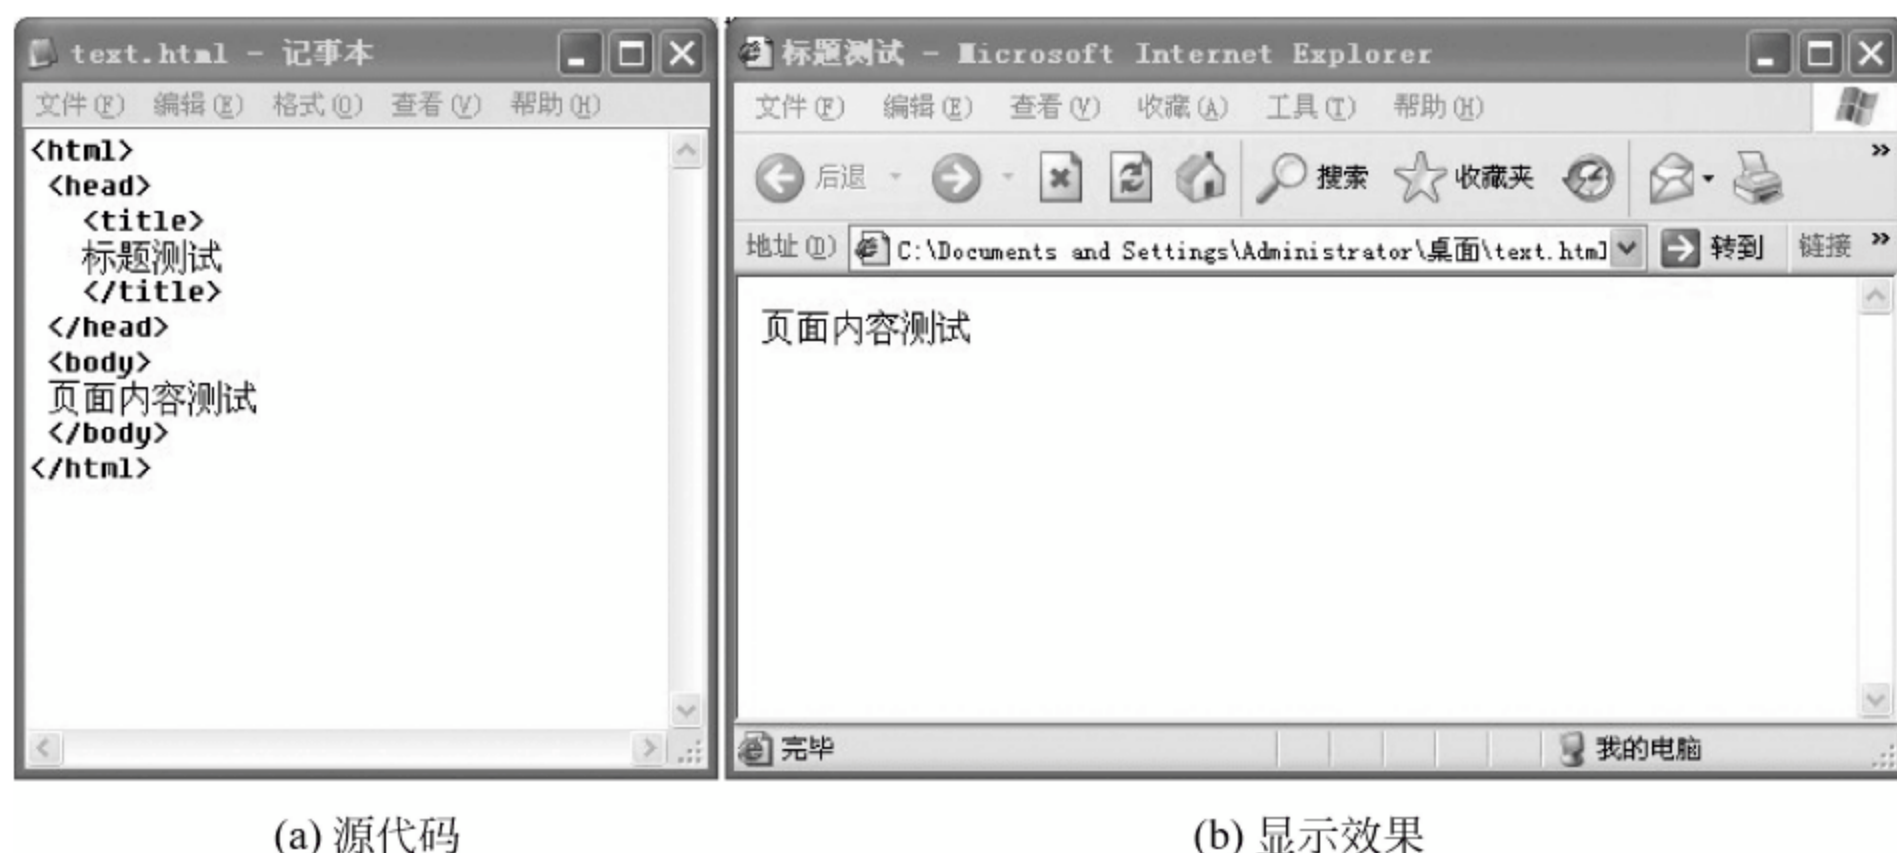 text.html - 记事本
文件(F) 编辑(E) 格式(O) 查看(V) 帮助(H)
<html>
<head>
<title>
标题测试
</title>
</head>
<body>
页面内容测试
</body>
</html>
(a) 源代码
标题测试 - Microsoft Internet Explorer
文件(F) 编辑(E) 查看(V) 收藏(A) 工具(T) 帮助(H)
后退 搜索 收藏夹 »
地址(D) C:\Documents and Settings\Administrator\桌面\text.html 转到 链接 »
页面内容测试
完毕 我的电脑
(b) 显示效果